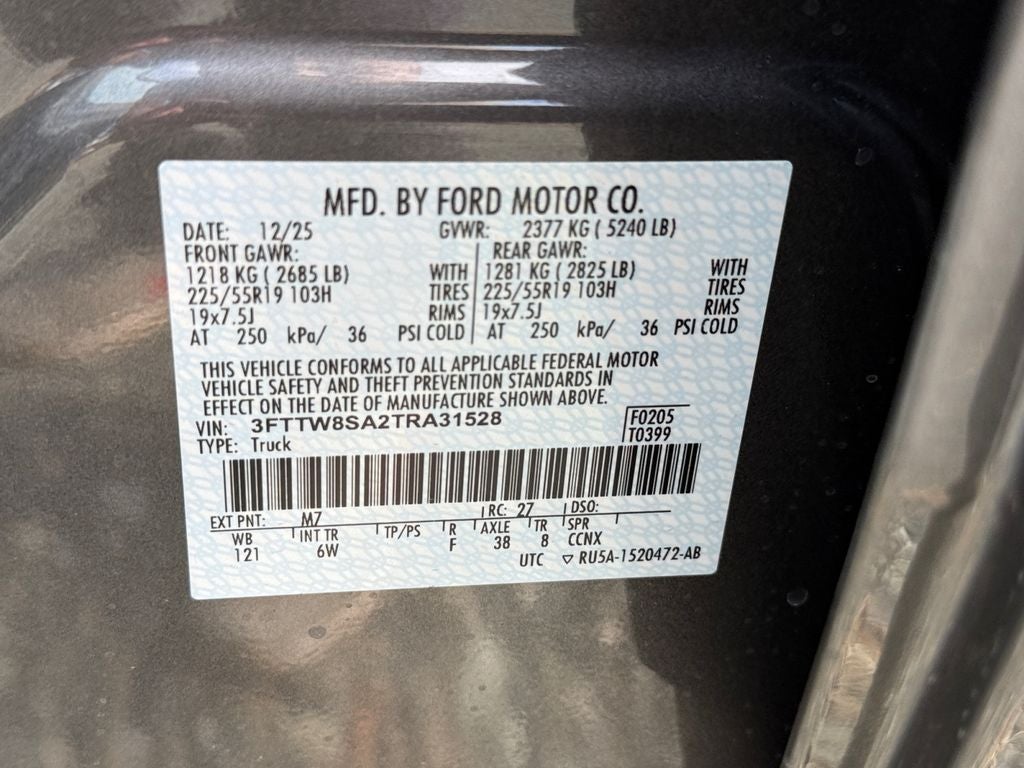 MFD. BY FORD MOTOR CO.
DATE: 12/25 GVWR: 2377 KG ( 5240 LB)
FRONT GAWR: REAR GAWR:
1218 KG ( 2685 LB) WITH 1281 KG ( 2825 LB) WITH
225/55R19 103H TIRES 225/55R19 103H TIRES
19x7.5J RIMS 19x7.5J RIMS
AT 250 kPa/ 36 PSI COLD AT 250 kPa/ 36 PSI COLD
THIS VEHICLE CONFORMS TO ALL APPLICABLE FEDERAL MOTOR
VEHICLE SAFETY AND THEFT PREVENTION STANDARDS IN
EFFECT ON THE DATE OF MANUFACTURE SHOWN ABOVE.
VIN: 3FTTW8SA2TRA31528 F0205
TYPE: Truck T0399
EXT PNT: M7 RC: 27 DSO:
WB INT TR TP/PS R AXLE TR SPR
121 6W F 38 8 CCNX
UTC ▽ RU5A-1520472-AB